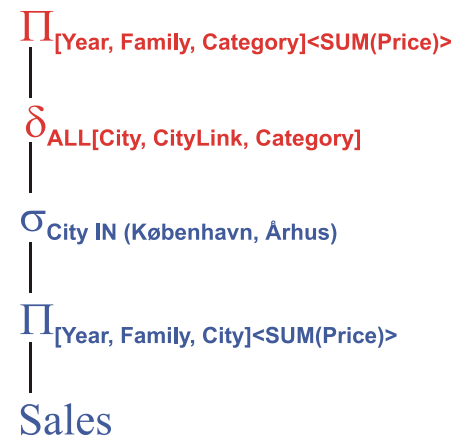 Π[Year, Family, Category]<SUM(Price)>
δALL[City, CityLink, Category]
σCity IN (København, Århus)
Π[Year, Family, City]<SUM(Price)>
Sales